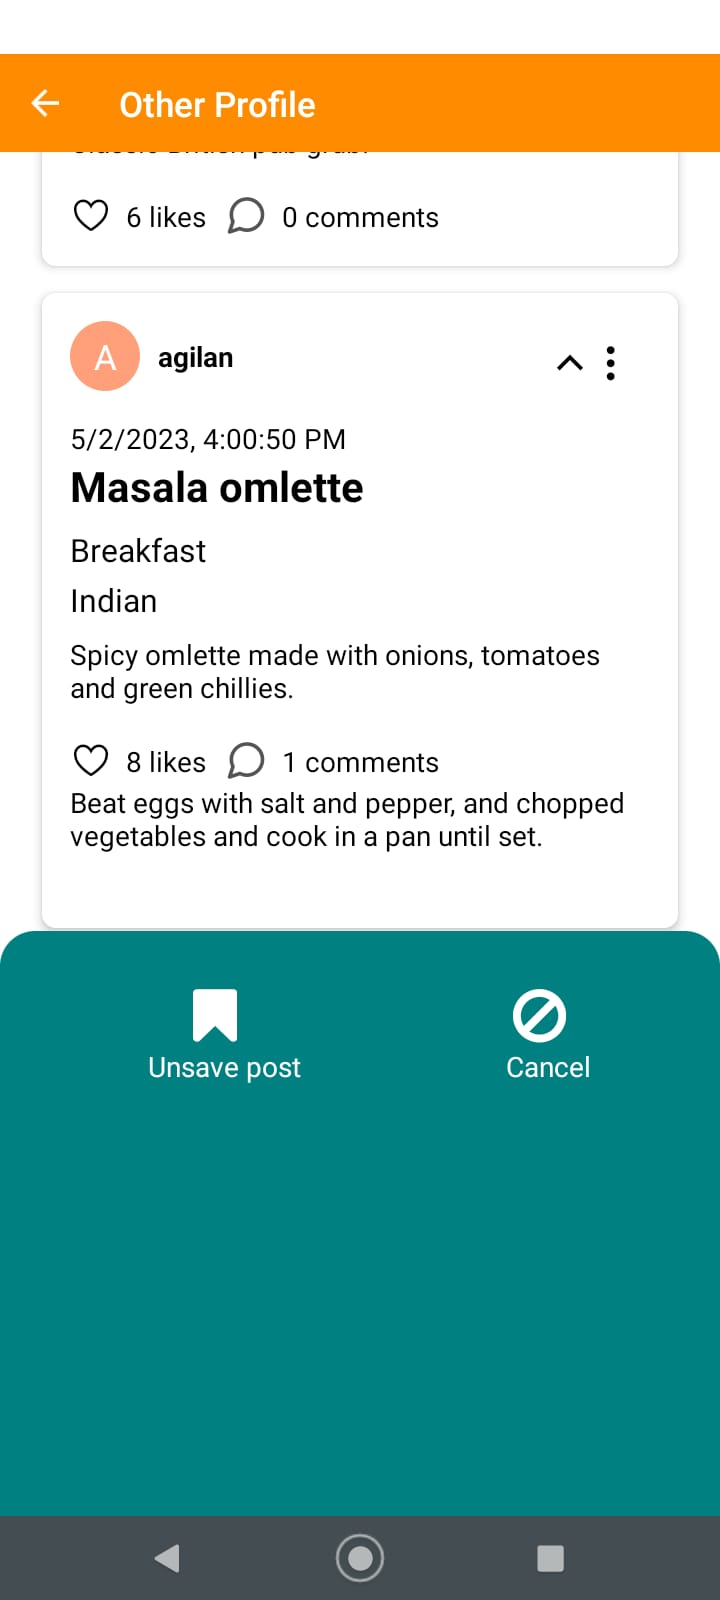 Other Profile
6 likes 0 comments
A agilan
5/2/2023, 4:00:50 PM
Masala omlette
Breakfast
Indian
Spicy omlette made with onions, tomatoes
and green chillies.
8 likes 1 comments
Beat eggs with salt and pepper, and chopped
vegetables and cook in a pan until set.
Unsave post Cancel